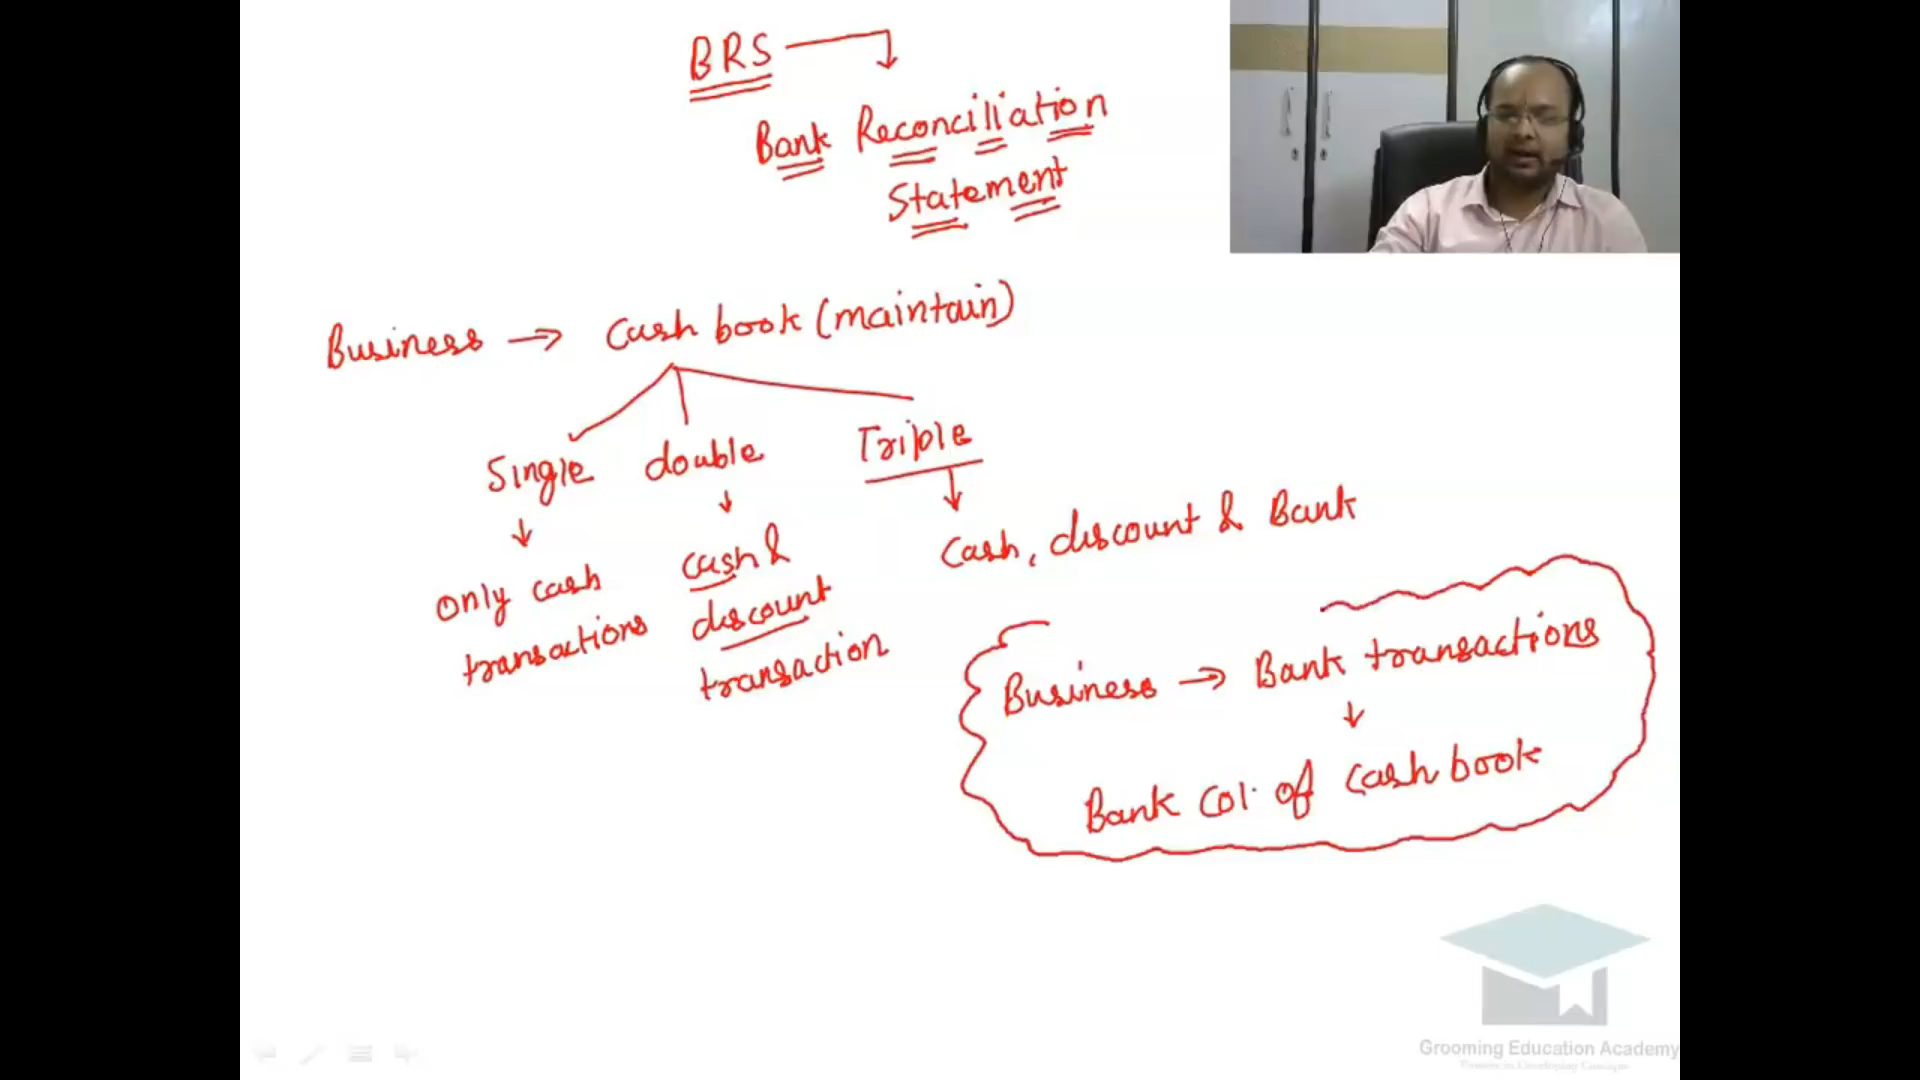 BRS
Bank Reconciliation
Statement
Business → Cash book (maintain)
Single double Triple
only cash
transactions
cash &
discount
transaction
Cash, discount & Bank
Business → Bank transactions
Bank Col. of Cash book
Grooming Education Academy